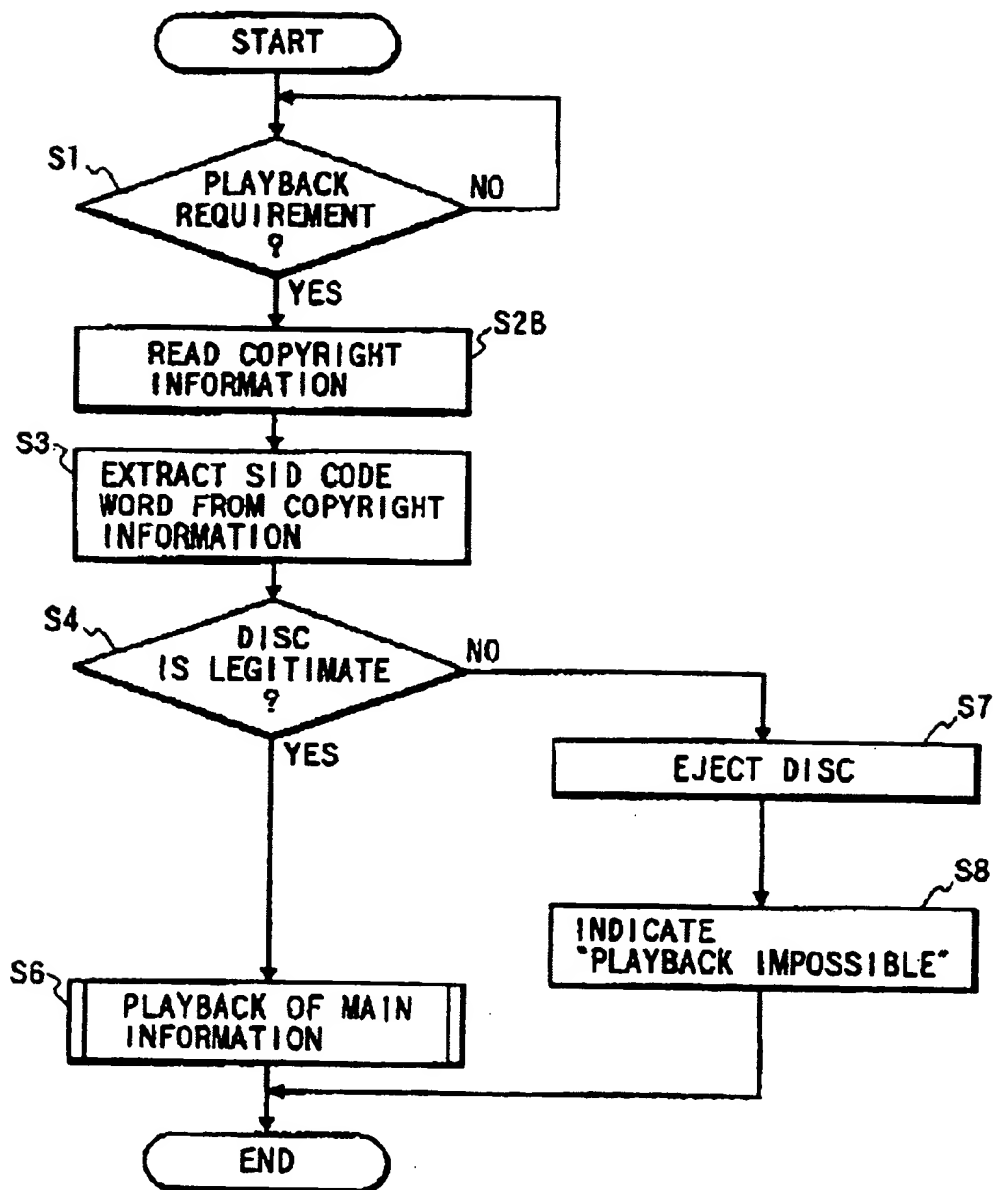 START
S1
PLAYBACK
REQUIREMENT
?
NO
YES
S2B
READ COPYRIGHT
INFORMATION
S3
EXTRACT SID CODE
WORD FROM COPYRIGHT
INFORMATION
S4
DISC
IS LEGITIMATE
?
NO
YES
S7
EJECT DISC
S8
INDICATE
"PLAYBACK IMPOSSIBLE"
S6
PLAYBACK OF MAIN
INFORMATION
END